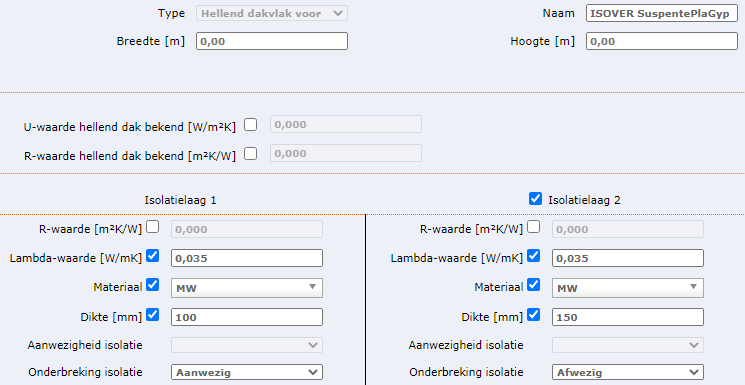 Type Hellend dakvlak voor Naam ISOVER SuspentePlaGyp
Breedte [m] 0,00 Hoogte [m] 0,00
U-waarde hellend dak bekend [W/m²K] 0,000
R-waarde hellend dak bekend [m²K/W] 0,000
Isolatielaag 1 Isolatielaag 2
R-waarde [m²K/W] 0,000 R-waarde [m²K/W] 0,000
Lambda-waarde [W/mK] 0,035 Lambda-waarde [W/mK] 0,035
Materiaal MW Materiaal MW
Dikte [mm] 100 Dikte [mm] 150
Aanwezigheid isolatie Aanwezigheid isolatie
Onderbreking isolatie Aanwezig Onderbreking isolatie Afwezig